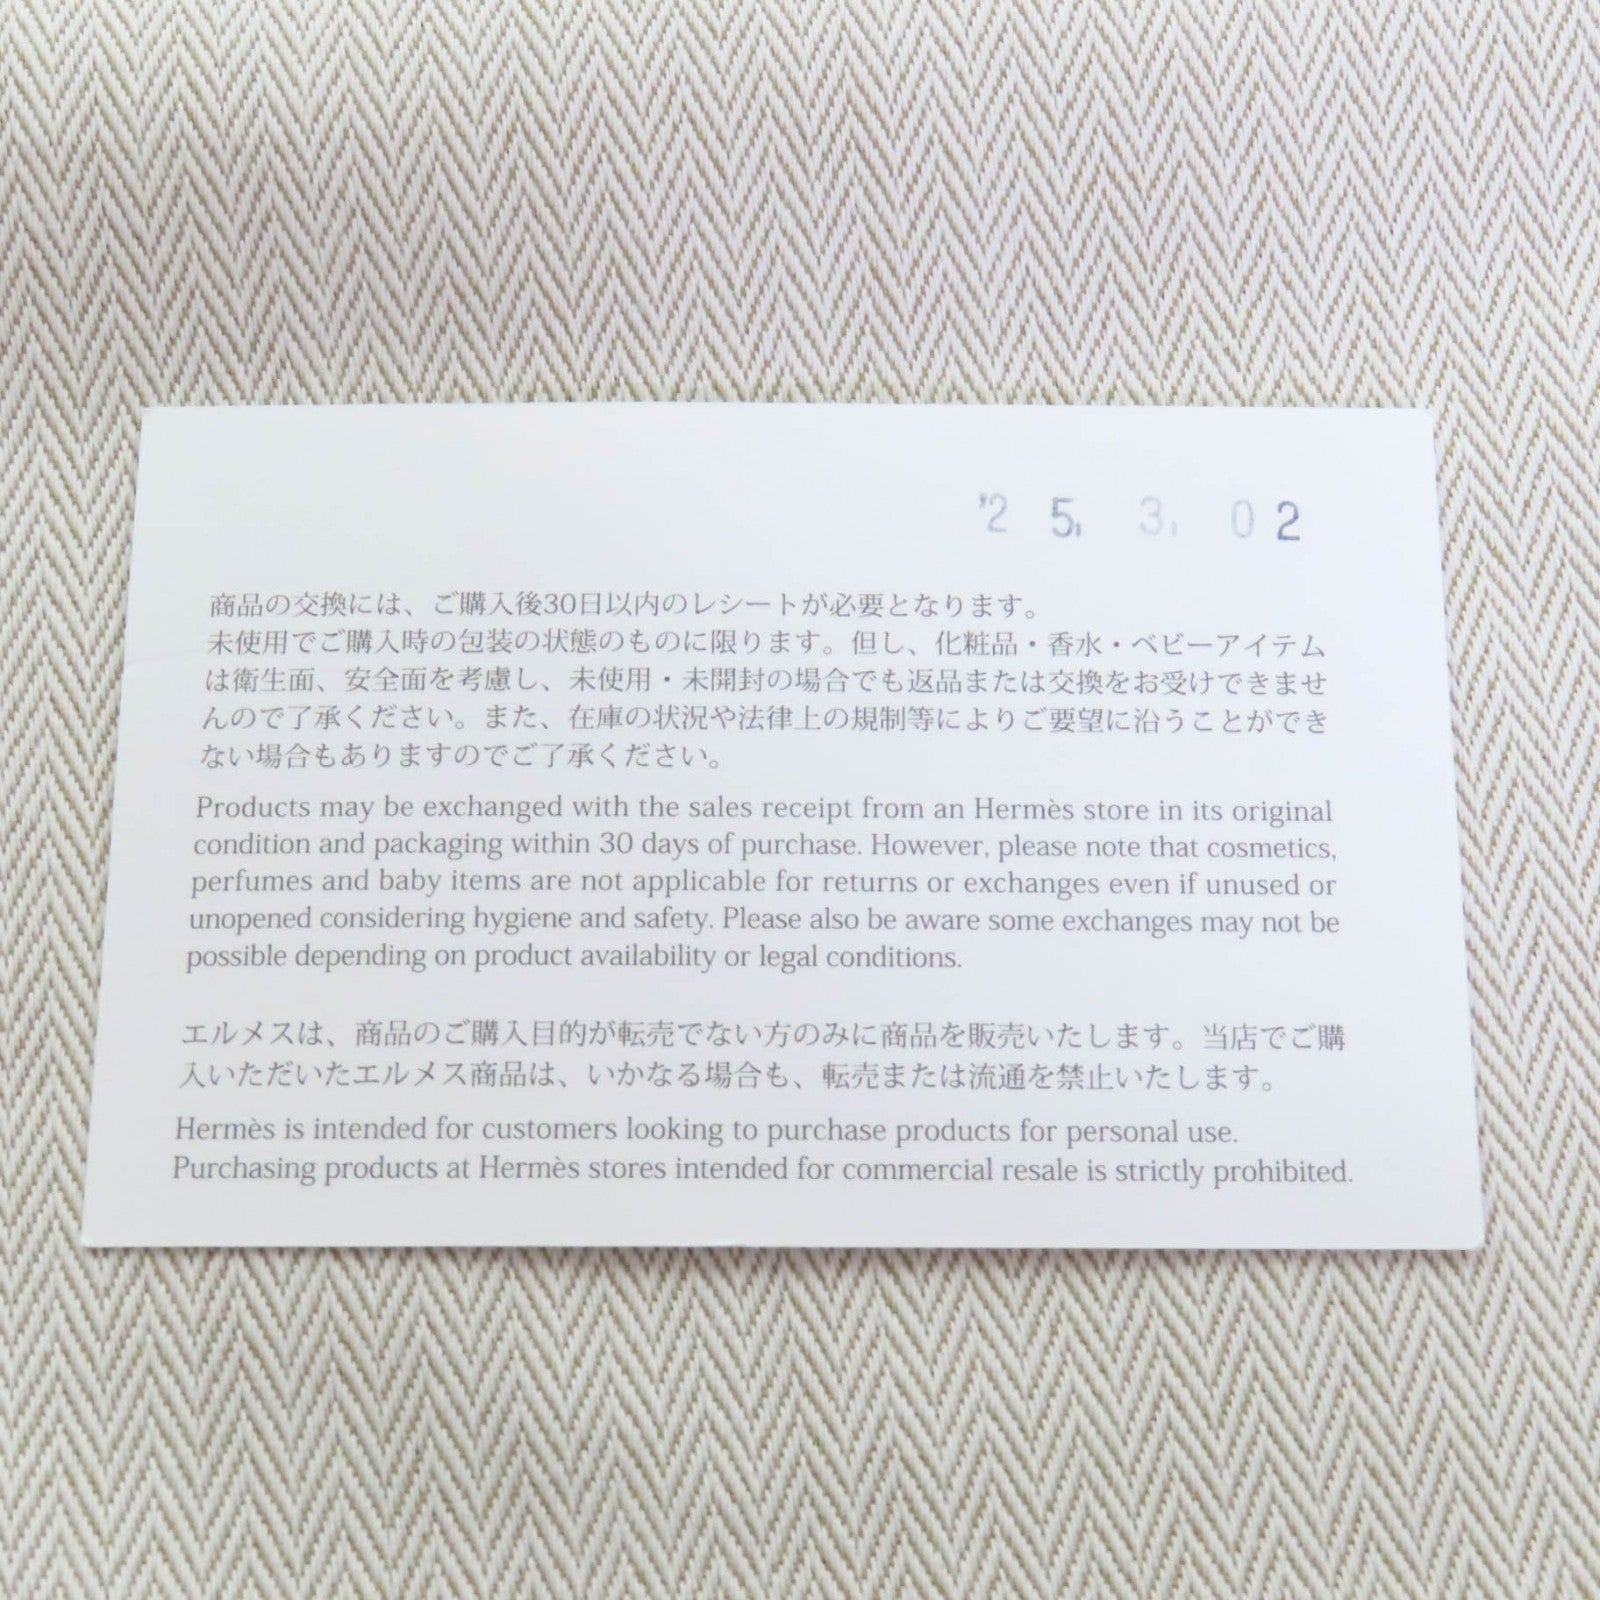 '25. 3. 02
商品の交換には、ご購入後30日以内のレシートが必要となります。
未使用でご購入時の包装の状態のものに限ります。但し、化粧品・香水・ベビーアイテム
は衛生面、安全面を考慮し、未使用・未開封の場合でも返品または交換をお受けできませ
んので了承ください。また、在庫の状況や法律上の規制等によりご要望に沿うことができ
ない場合もありますのでご了承ください。
Products may be exchanged with the sales receipt from an Hermès store in its original
condition and packaging within 30 days of purchase. However, please note that cosmetics,
perfumes and baby items are not applicable for returns or exchanges even if unused or
unopened considering hygiene and safety. Please also be aware some exchanges may not be
possible depending on product availability or legal conditions.
エルメスは、商品のご購入目的が転売でない方のみに商品を販売いたします。当店でご購
入いただいたエルメス商品は、いかなる場合も、転売または流通を禁止いたします。
Hermès is intended for customers looking to purchase products for personal use.
Purchasing products at Hermès stores intended for commercial resale is strictly prohibited.